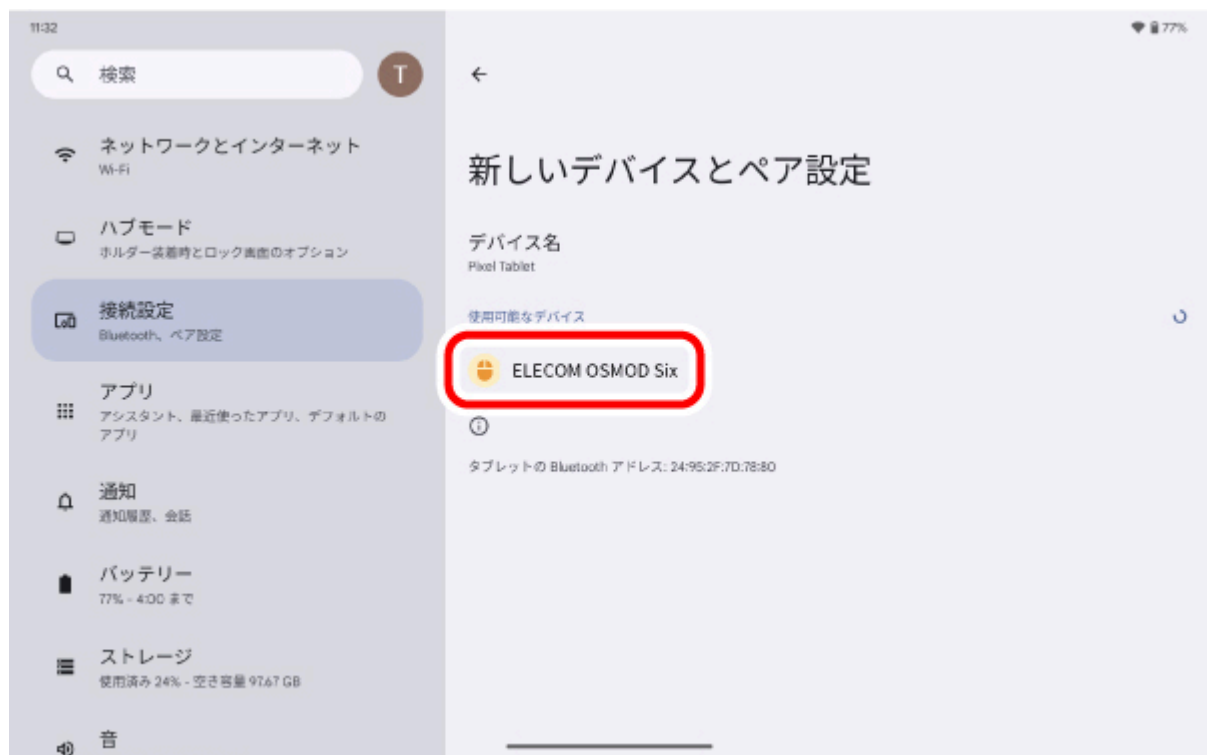 11:32
77%
検索
T
ネットワークとインターネット
Wi-Fi
ハブモード
ホルダー装着時とロック画面のオプション
接続設定
Bluetooth、ペア設定
アプリ
アシスタント、最近使ったアプリ、デフォルトの
アプリ
通知
通知履歴、会話
バッテリー
77% - 4:00 まで
ストレージ
使用済み 24% - 空き容量 97.67 GB
音
新しいデバイスとペア設定
デバイス名
Pixel Tablet
使用可能なデバイス
ELECOM OSMOD Six
タブレットの Bluetooth アドレス: 24:95:2F:7D:78:80